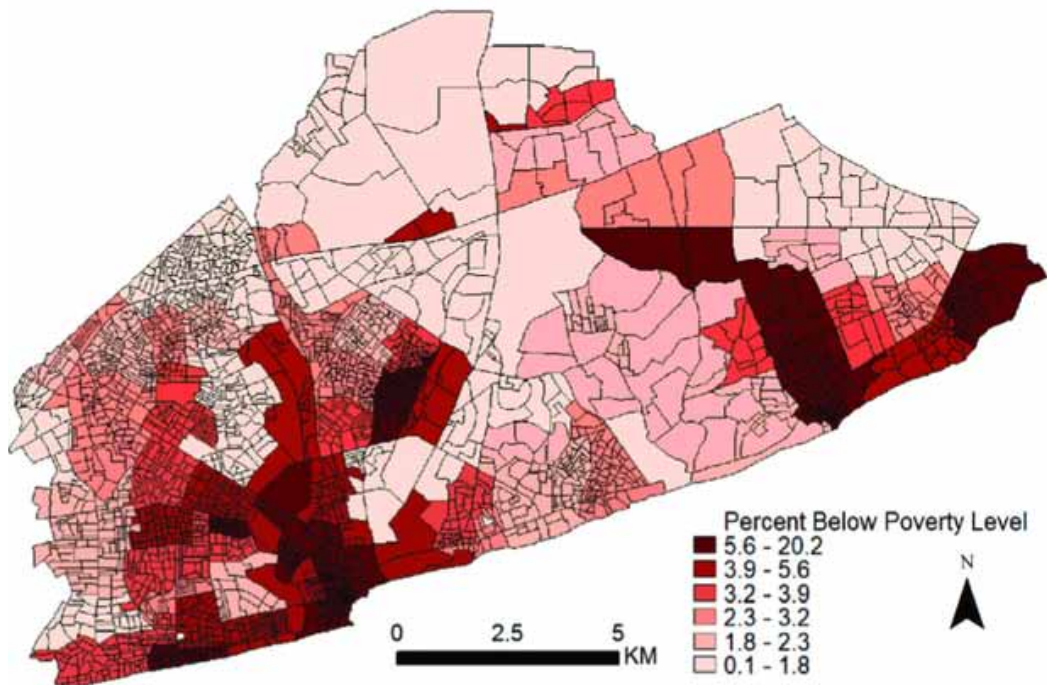 Percent Below Poverty Level
5.6 - 20.2
3.9 - 5.6
3.2 - 3.9
2.3 - 3.2
1.8 - 2.3
0.1 - 1.8
N
0 2.5 5
KM